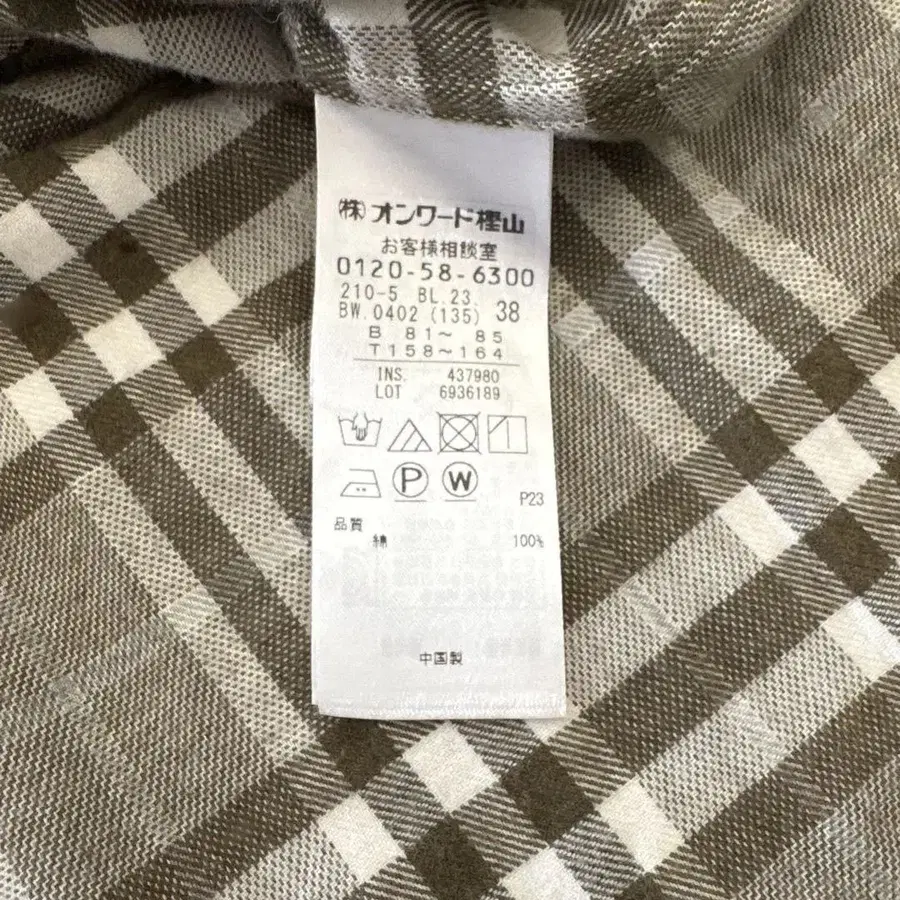 ㈱オンワード樫山
お客様相談室
0120-58-6300
210-5 BL.23. 38
BW.0402 (135)
B 81～ 85
T158～164
INS. 437980
LOT 6936189
P W
P23
品質
綿 100%
中国製